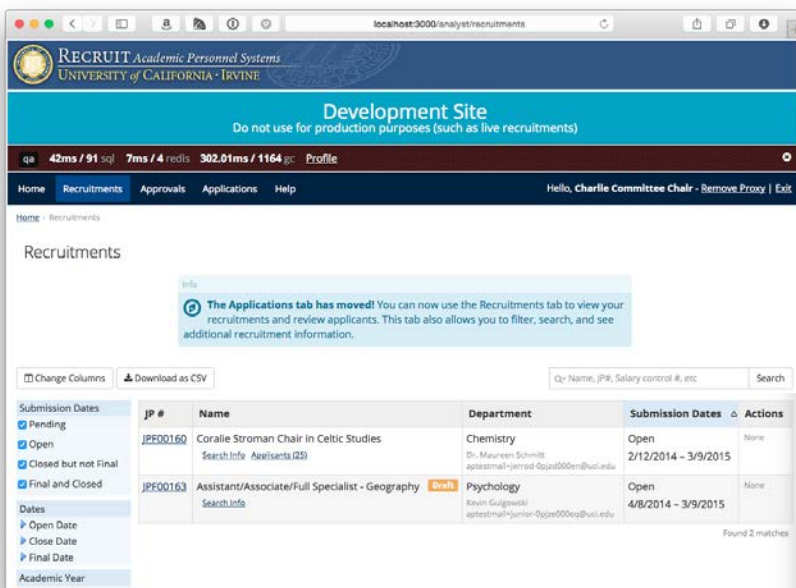 localhost:3000/analyst/recruitments
RECRUIT Academic Personnel Systems
UNIVERSITY of CALIFORNIA · IRVINE
Development Site
Do not use for production purposes (such as live recruitments)
qa 42ms / 91 sql 7ms / 4 redis 302.01ms / 1164 gc Profile
Home Recruitments Approvals Applications Help Hello, Charlie Committee Chair - Remove Proxy | Exit
Home › Recruitments
Recruitments
Info
The Applications tab has moved! You can now use the Recruitments tab to view your
recruitments and review applicants. This tab also allows you to filter, search, and see
additional recruitment information.
Change Columns Download as CSV Name, JP#, Salary control #, etc Search
Submission Dates
Pending
Open
Closed but not Final
Final and Closed
Dates
Open Date
Close Date
Final Date
Academic Year
JP # Name Department Submission Dates Actions
JPF00160 Coralie Stroman Chair in Celtic Studies Chemistry Open None
Search Info Applicants (25) Dr. Maureen Schmitt 2/12/2014 – 3/9/2015
JPF00163 Assistant/Associate/Full Specialist - Geography Draft Psychology Open None
Search Info Kevin Gulgowski 4/8/2014 – 3/9/2015
Found 2 matches